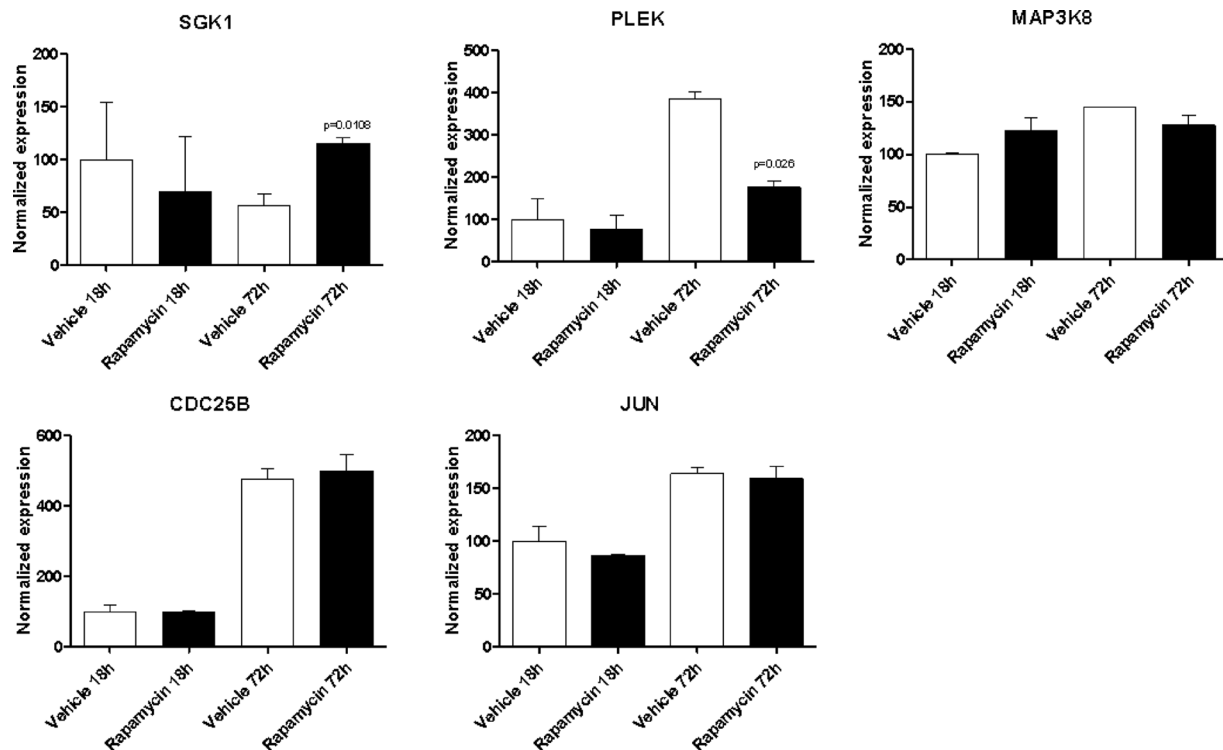 SGK1
Normalized expression
200
150
100
50
0
p=0.0108
Vehicle 18h
Rapamycin 18h
Vehicle 72h
Rapamycin 72h
PLEK
Normalized expression
500
400
300
200
100
0
p=0.026
Vehicle 18h
Rapamycin 18h
Vehicle 72h
Rapamycin 72h
MAP3K8
Normalized expression
200
150
100
50
0
Vehicle 18h
Rapamycin 18h
Vehicle 72h
Rapamycin 72h
CDC25B
Normalized expression
600
400
200
0
Vehicle 18h
Rapamycin 18h
Vehicle 72h
Rapamycin 72h
JUN
Normalized expression
200
150
100
50
0
Vehicle 18h
Rapamycin 18h
Vehicle 72h
Rapamycin 72h